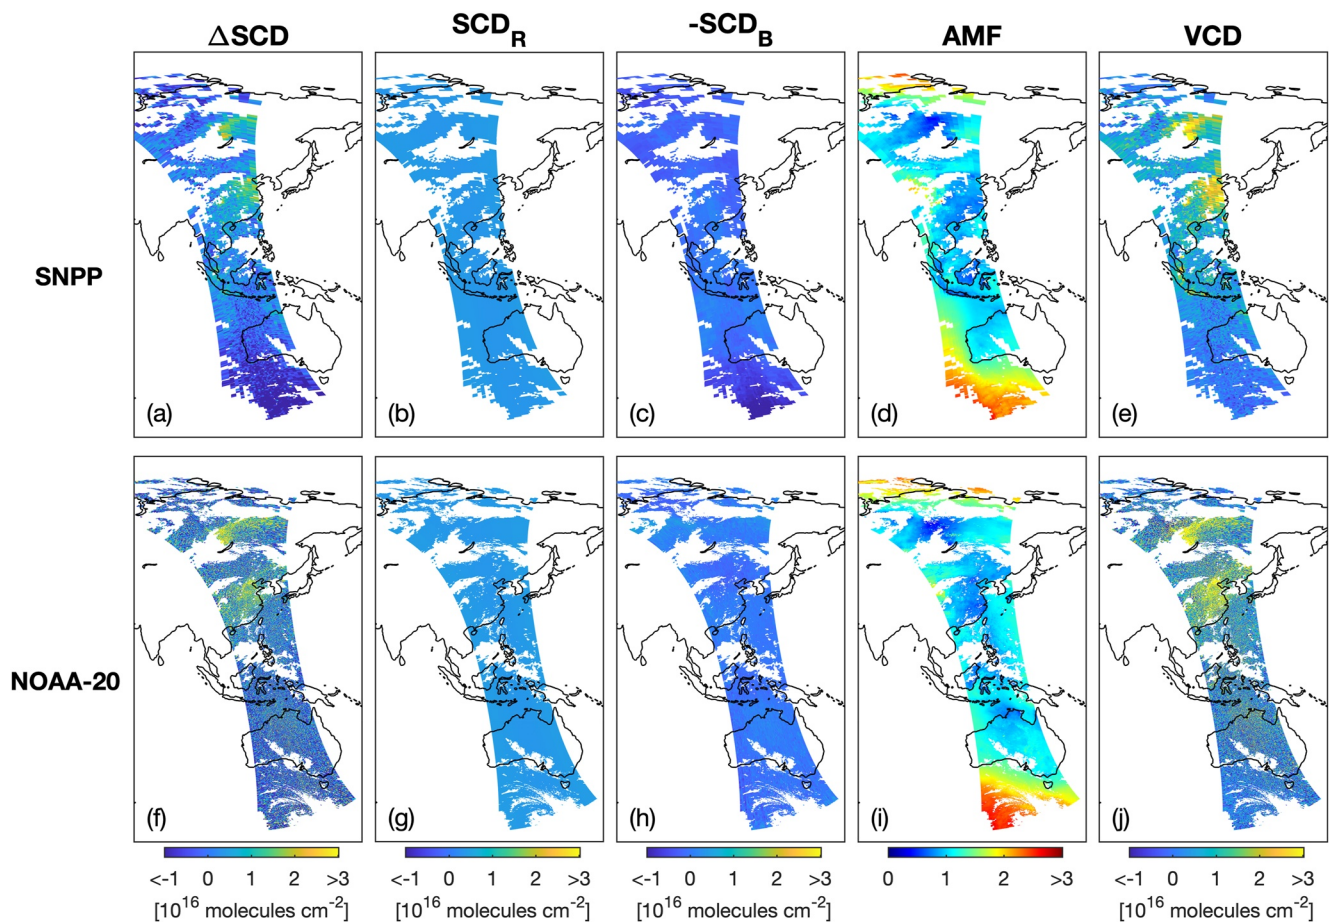 ΔSCD SCD_R -SCD_B AMF VCD
SNPP
(a) (b) (c) (d) (e)
NOAA-20
(f) (g) (h) (i) (j)
<-1 0 1 2 >3 <-1 0 1 2 >3 <-1 0 1 2 >3 0 1 2 >3 <-1 0 1 2 >3
[10^16 molecules cm^-2] [10^16 molecules cm^-2] [10^16 molecules cm^-2] [10^16 molecules cm^-2]